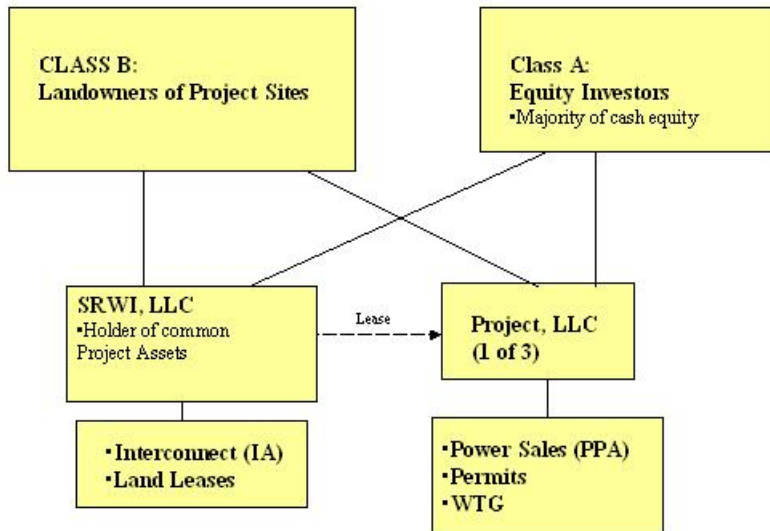 CLASS B:
Landowners of Project Sites
Class A:
Equity Investors
▪Majority of cash equity
SRWI, LLC
▪Holder of common
Project Assets
Lease
Project, LLC
(1 of 3)
▪Interconnect (IA)
▪Land Leases
▪Power Sales (PPA)
▪Permits
▪WTG